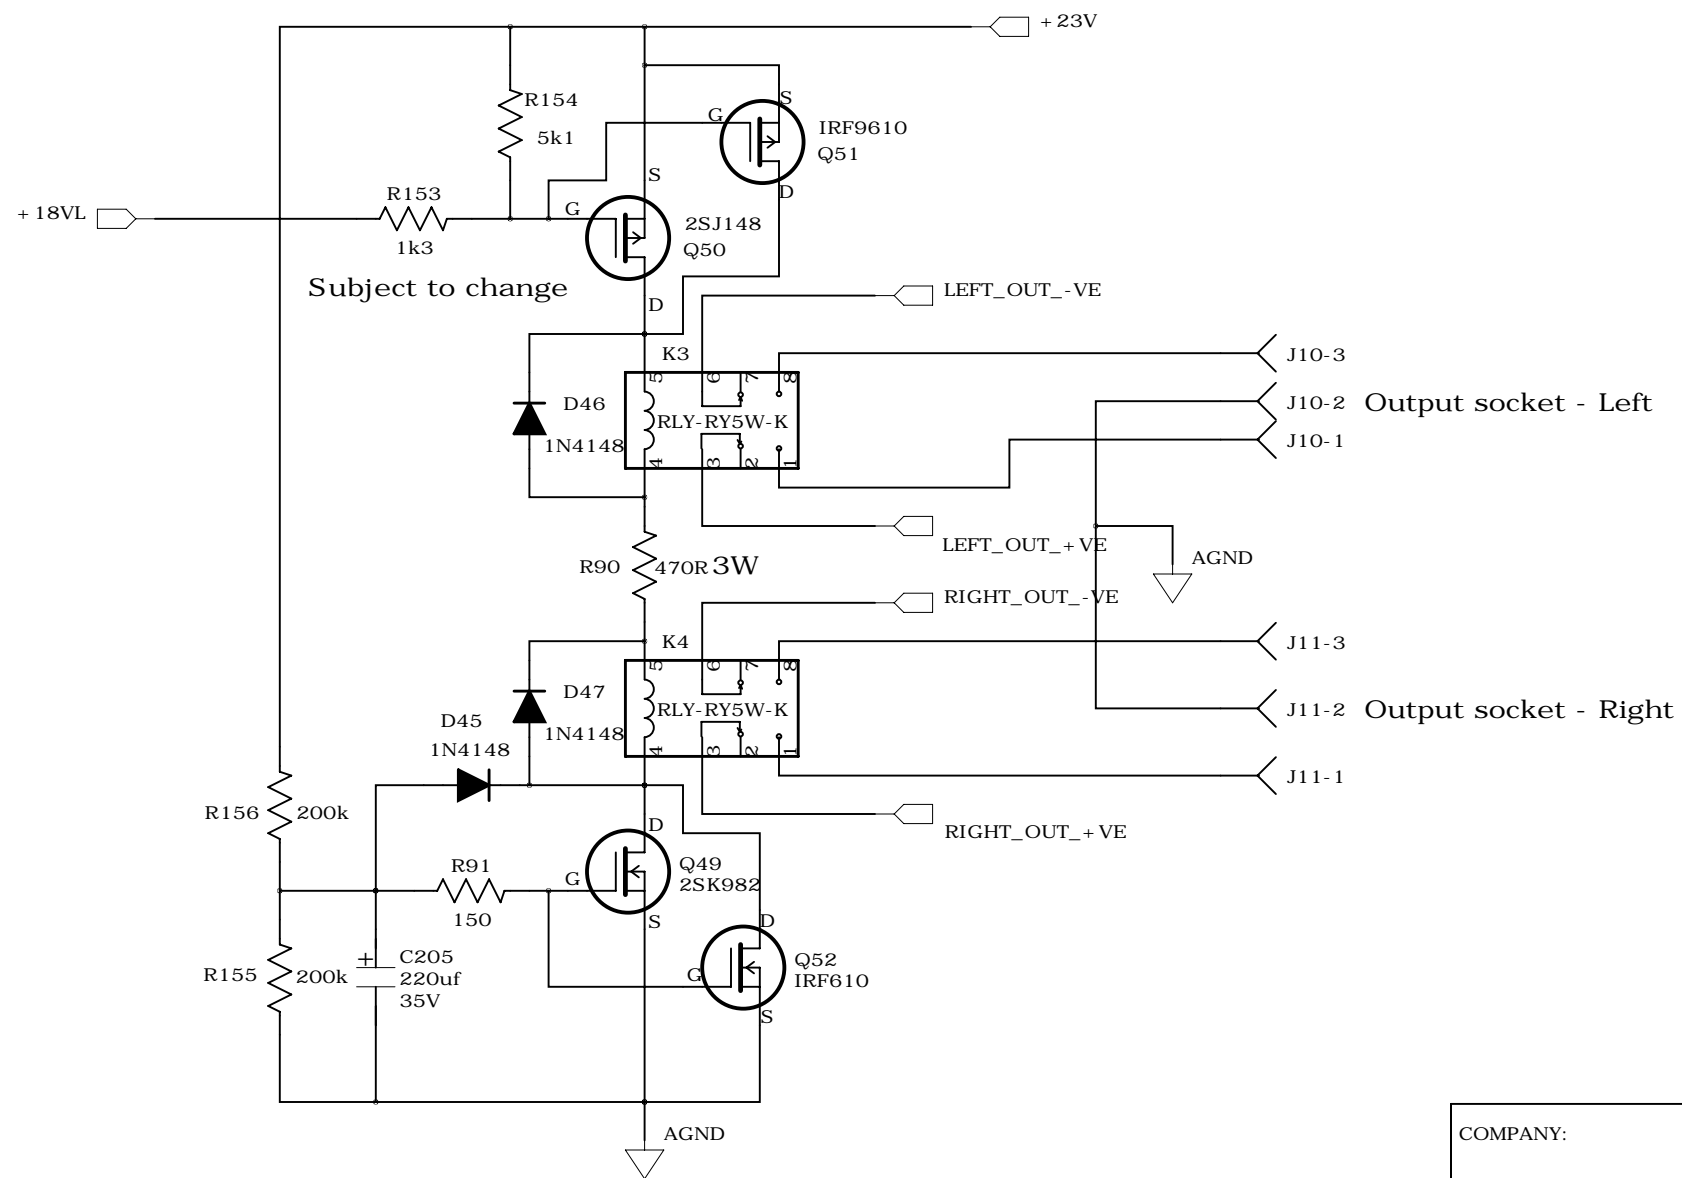 +23V
R154
5k1
S
G
IRF9610
Q51
D
S
R153
1k3
+18VL
G
2SJ148
Q50
Subject to change
D
LEFT_OUT_-VE
K3
5
6
7
8
J10-3
D46
1N4148
RLY-RY5W-K
J10-2 Output socket - Left
J10-1
4
3
2
1
LEFT_OUT_+VE
AGND
R90
470R 3W
RIGHT_OUT_-VE
K4
5
6
7
8
J11-3
D47
1N4148
RLY-RY5W-K
J11-2 Output socket - Right
D45
1N4148
4
3
2
1
J11-1
R156
200k
RIGHT_OUT_+VE
D
R91
150
G
Q49
2SK982
S
D
R155
200k
+
C205
220uf
35V
G
Q52
IRF610
S
AGND
COMPANY: